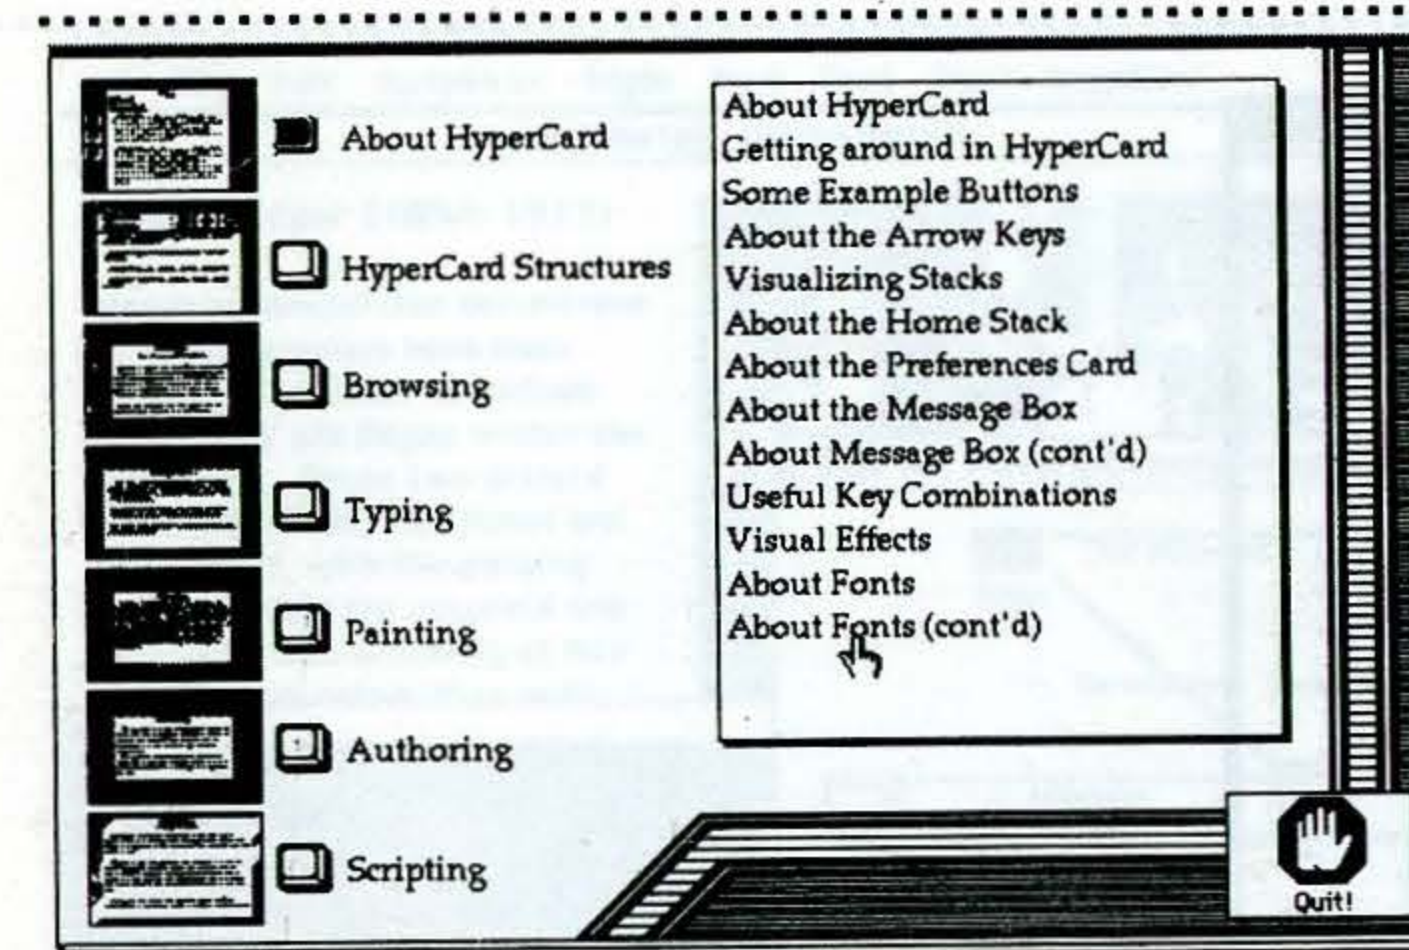 About HyperCard
HyperCard Structures
Browsing
Typing
Painting
Authoring
Scripting
About HyperCard
Getting around in HyperCard
Some Example Buttons
About the Arrow Keys
Visualizing Stacks
About the Home Stack
About the Preferences Card
About the Message Box
About Message Box (cont'd)
Useful Key Combinations
Visual Effects
About Fonts
About Fonts (cont'd)
Quit!